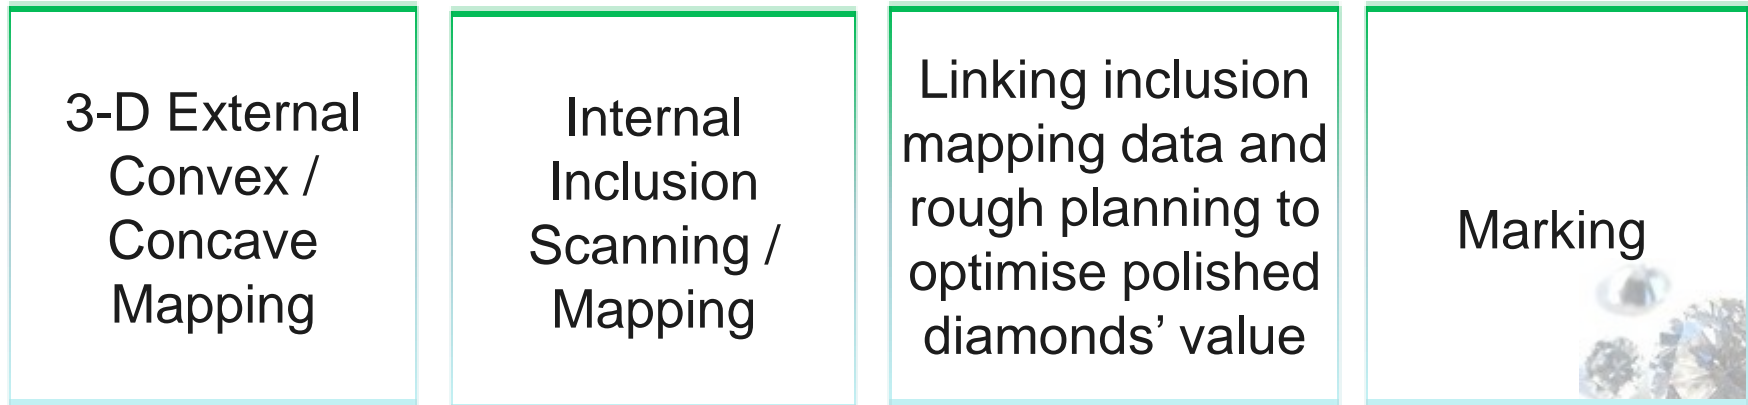 3-D External
Convex /
Concave
Mapping
Internal
Inclusion
Scanning /
Mapping
Linking inclusion
mapping data and
rough planning to
optimise polished
diamonds’ value
Marking